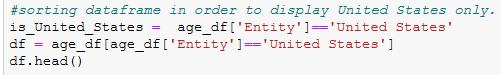 #sorting dataframe in order to display United States only.
is_United_States =  age_df['Entity']=='United States'
df = age_df[age_df['Entity']=='United States']
df.head()